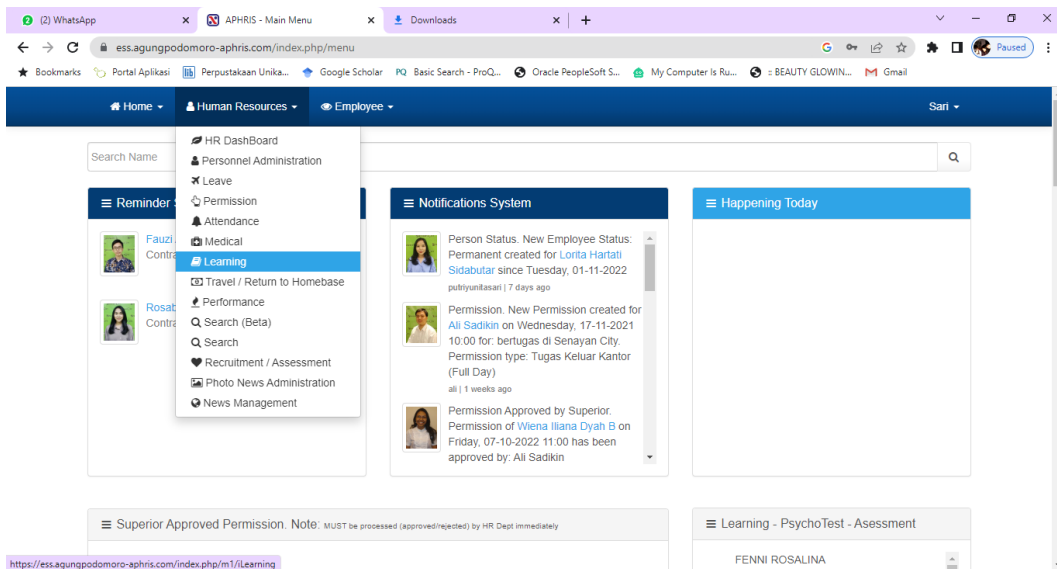 (2) WhatsApp
APHRIS - Main Menu
Downloads
ess.agungpodomoro-aphris.com/index.php/menu
Paused
Bookmarks
Portal Aplikasi
Perpustakaan Unika...
Google Scholar
PQ Basic Search - ProQ...
Oracle PeopleSoft S...
My Computer Is Ru...
:: BEAUTY GLOWIN...
Gmail
Home
Human Resources
Employee
Sari
HR DashBoard
Personnel Administration
Leave
Permission
Attendance
Medical
Learning
Travel / Return to Homebase
Performance
Search (Beta)
Search
Recruitment / Assessment
Photo News Administration
News Management
Search Name
Reminder
Fauzi
Contra
Rosab
Contra
Notifications System
Person Status. New Employee Status:
Permanent created for Lorita Hartati
Sidabutar since Tuesday, 01-11-2022
putriyunitasari | 7 days ago
Permission. New Permission created for
Ali Sadikin on Wednesday, 17-11-2021
10:00 for: bertugas di Senayan City.
Permission type: Tugas Keluar Kantor
(Full Day)
ali | 1 weeks ago
Permission Approved by Superior.
Permission of Wiena Iliana Dyah B on
Friday, 07-10-2022 11:00 has been
approved by: Ali Sadikin
Happening Today
Superior Approved Permission. Note: MUST be processed (approved/rejected) by HR Dept immediately
Learning - PsychoTest - Asessment
FENNI ROSALINA
https://ess.agungpodomoro-aphris.com/index.php/m1/iLearning